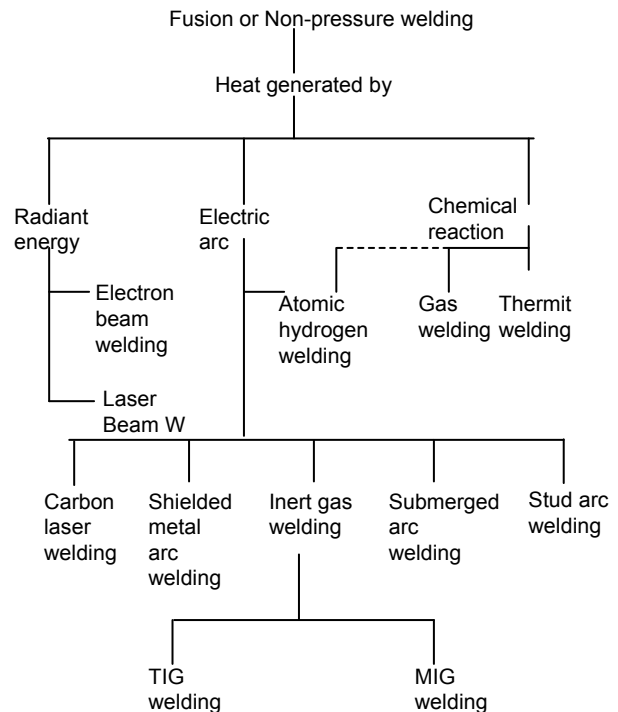 Fusion or Non-pressure welding
Heat generated by
Radiant
energy
Electric
arc
Chemical
reaction
Electron
beam
welding
Atomic
hydrogen
welding
Gas
welding
Thermit
welding
Laser
Beam W
Carbon
laser
welding
Shielded
metal
arc
welding
Inert gas
welding
Submerged
arc
welding
Stud arc
welding
TIG
welding
MIG
welding